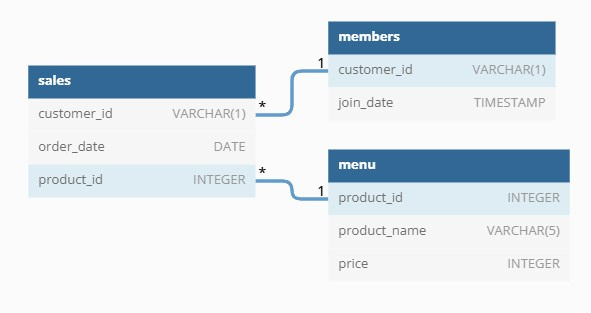 sales
customer_id VARCHAR(1)
order_date DATE
product_id INTEGER
*
*
1
1
members
customer_id VARCHAR(1)
join_date TIMESTAMP
menu
product_id INTEGER
product_name VARCHAR(5)
price INTEGER